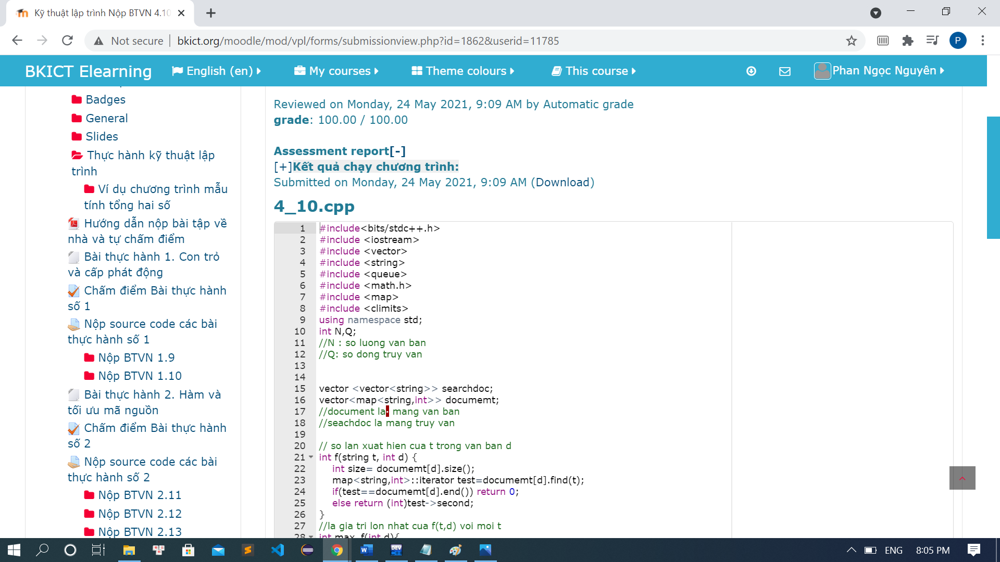 Kỹ thuật lập trình Nộp BTVN 4.10
Not secure
bkict.org/moodle/mod/vpl/forms/submissionview.php?id=1862&userid=11785
P
BKICT Elearning
English (en)
My courses
Theme colours
This course
Phan Ngọc Nguyên
Badges
General
Slides
Thực hành kỹ thuật lập
trình
Ví dụ chương trình mẫu
tính tổng hai số
Hướng dẫn nộp bài tập về
nhà và tự chấm điểm
Bài thực hành 1. Con trỏ
và cấp phát động
Chấm điểm Bài thực hành
số 1
Nộp source code các bài
thực hành số 1
Nộp BTVN 1.9
Nộp BTVN 1.10
Bài thực hành 2. Hàm và
tối ưu mã nguồn
Chấm điểm Bài thực hành
số 2
Nộp source code các bài
thực hành số 2
Nộp BTVN 2.11
Nộp BTVN 2.12
Nộp BTVN 2.13
Reviewed on Monday, 24 May 2021, 9:09 AM by Automatic grade
grade: 100.00 / 100.00
Assessment report[-]
[+]Kết quả chạy chương trình:
Submitted on Monday, 24 May 2021, 9:09 AM (Download)
4_10.cpp
1 #include<bits/stdc++.h>
2 #include <iostream>
3 #include <vector>
4 #include <string>
5 #include <queue>
6 #include <math.h>
7 #include <map>
8 #include <climits>
9 using namespace std;
10 int N,Q;
11 //N : so luong van ban
12 //Q: so dong truy van
13
14
15 vector <vector<string>> searchdoc;
16 vector<map<string,int>> documemt;
17 //document la· mang van ban
18 //seachdoc la mang truy van
19
20 // so lan xuat hien cua t trong van ban d
21 int f(string t, int d) {
22 int size= documemt[d].size();
23 map<string,int>::iterator test=documemt[d].find(t);
24 if(test==documemt[d].end()) return 0;
25 else return (int)test->second;
26 }
27 //la gia tri lon nhat cua f(t,d) voi moi t
28 int max_f(int d){
ENG
8:05 PM